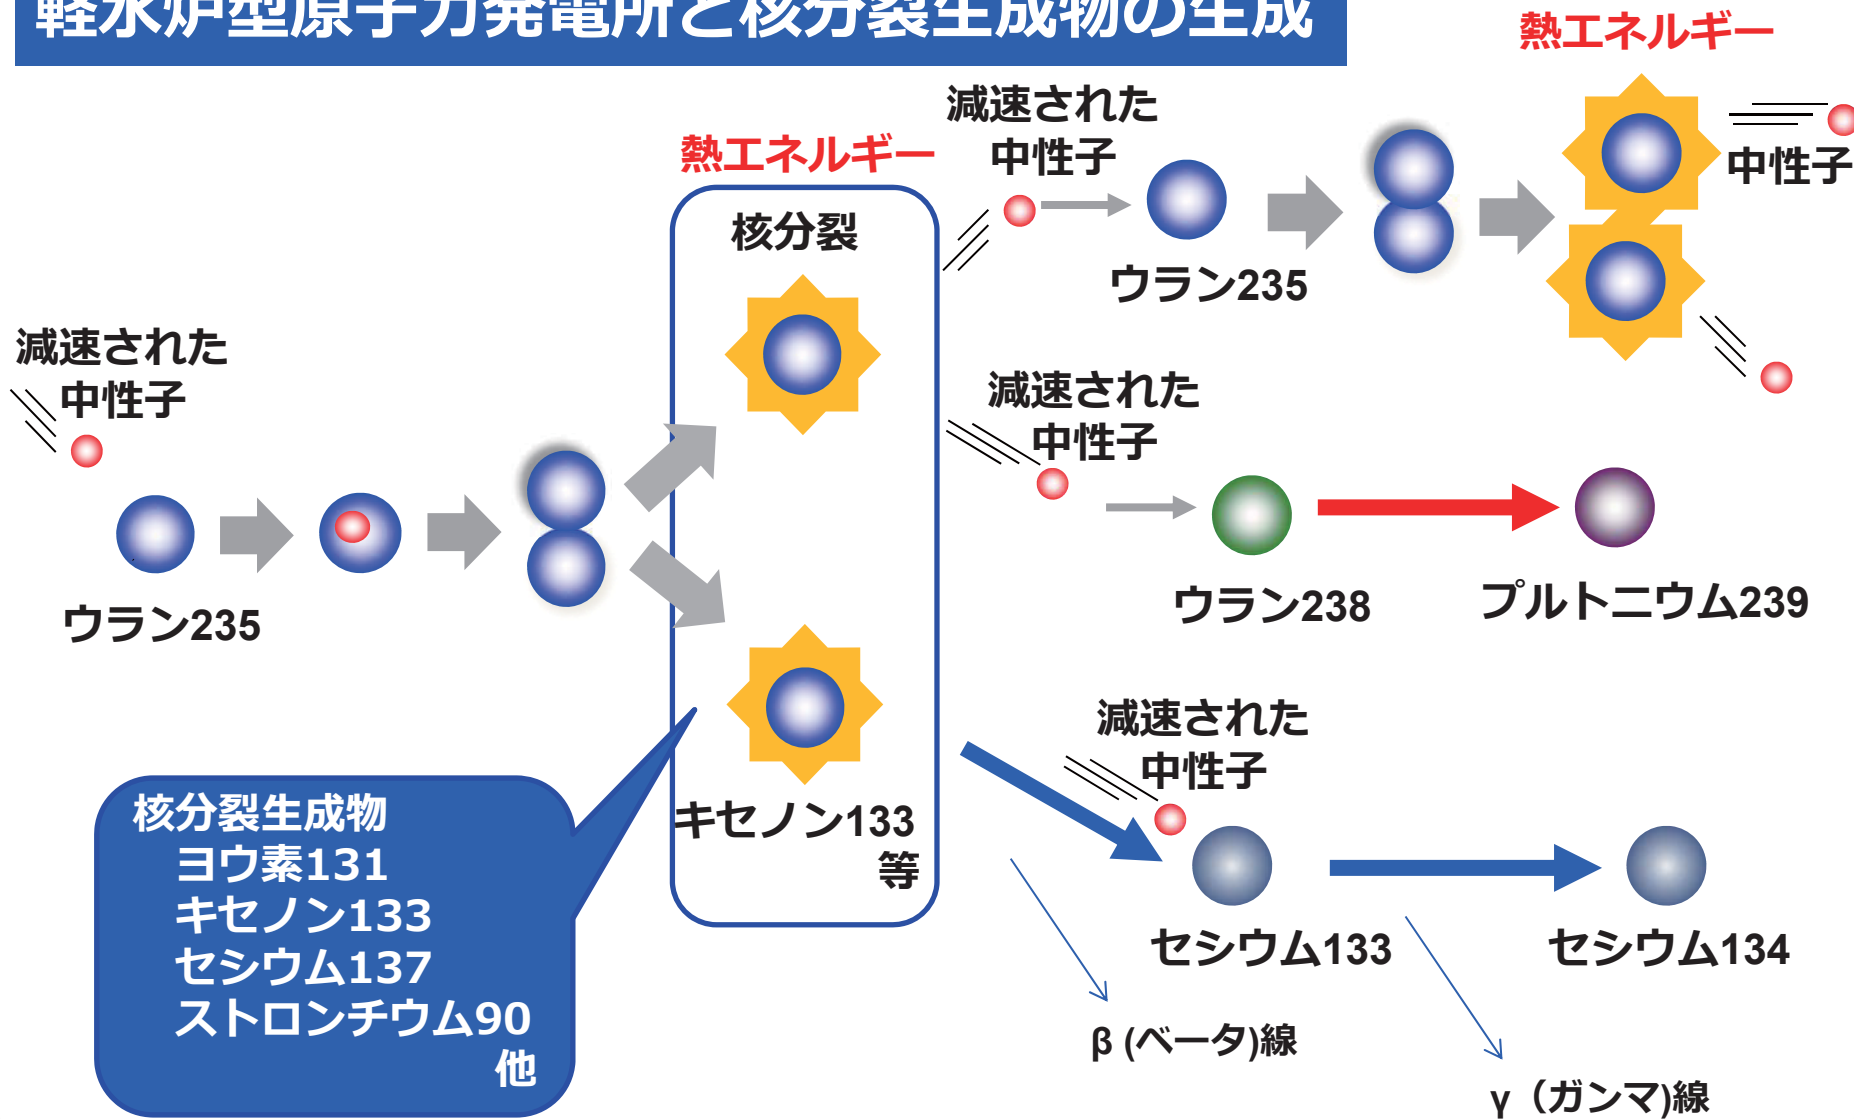 軽水炉型原子力発電所と核分裂生成物の生成
熱エネルギー
減速された
中性子
中性子
熱エネルギー
核分裂
ウラン235
減速された
中性子
減速された
中性子
ウラン235
ウラン238
プルトニウム239
減速された
中性子
キセノン133
等
核分裂生成物
ヨウ素131
キセノン133
セシウム137
ストロンチウム90
他
セシウム133
セシウム134
β (ベータ)線
γ（ガンマ)線